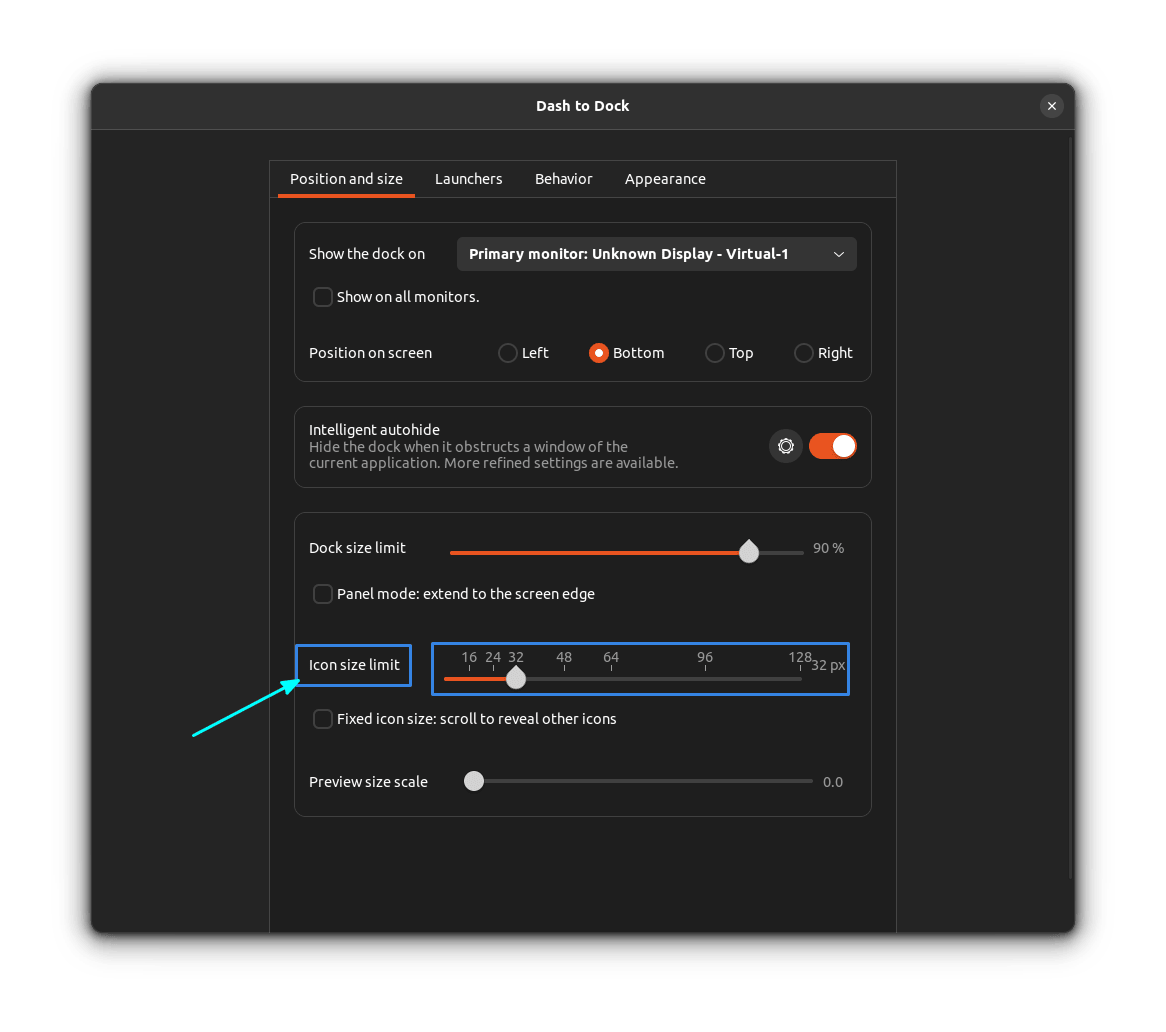 Dash to Dock
Position and size Launchers Behavior Appearance
Show the dock on Primary monitor: Unknown Display - Virtual-1
Show on all monitors.
Position on screen Left Bottom Top Right
Intelligent autohide
Hide the dock when it obstructs a window of the
current application. More refined settings are available.
Dock size limit 90 %
Panel mode: extend to the screen edge
16 24 32 48 64 96 128
Icon size limit 32 px
Fixed icon size: scroll to reveal other icons
Preview size scale 0.0